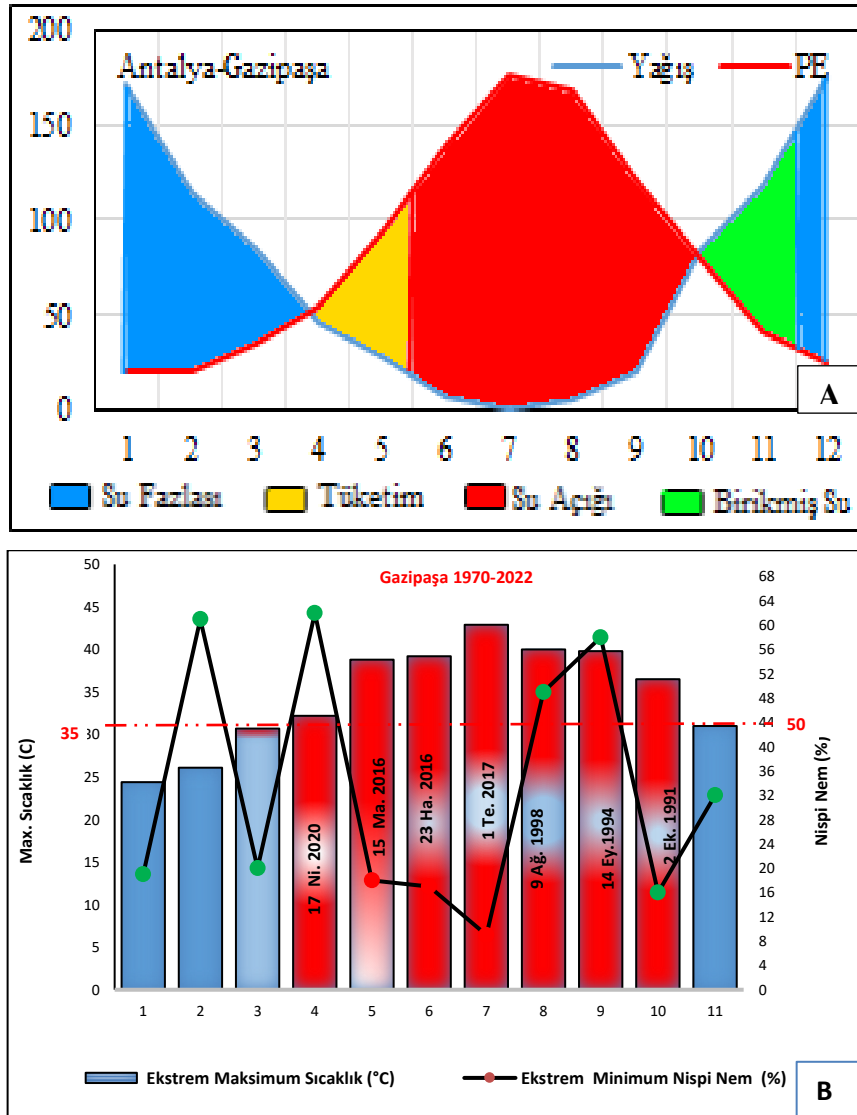 200
Antalya-Gazipaşa Yağış PE
150
100
50
0
A
1 2 3 4 5 6 7 8 9 10 11 12
Su Fazlası Tüketim Su Açığı Birikmiş Su
Gazipaşa 1970-2022
50
45
40
35
30
25
20
15
10
5
0
35
Max. Sıcaklık (C)
17 Ni. 2020
15 Ma. 2016
23 Ha. 2016
1 Te. 2017
9 Ağ. 1998
14 Ey.1994
2 Ek. 1991
68
64
60
56
52
48
44
40
36
32
28
24
20
16
12
8
4
0
50
Nispi Nem (%)
1 2 3 4 5 6 7 8 9 10 11
Ekstrem Maksimum Sıcaklık (°C) Ekstrem Minimum Nispi Nem (%)
B